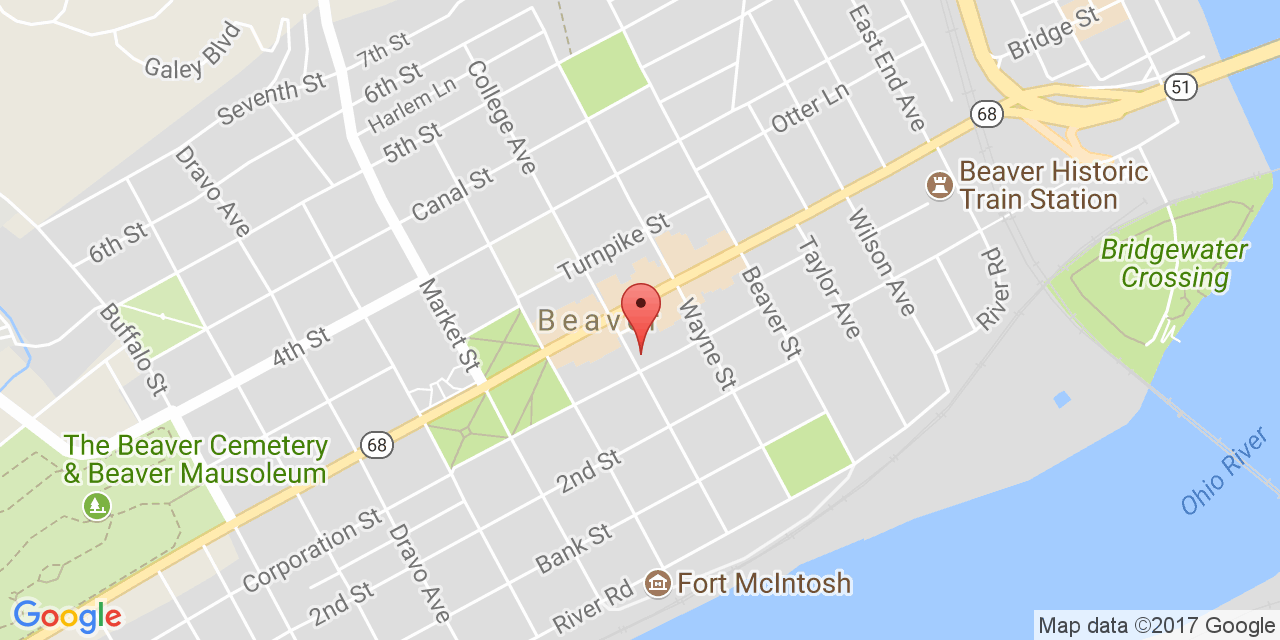 Galey Blvd
7th St
Seventh St
6th St
Harlem Ln
5th St
College Ave
East End Ave
Bridge St
51
68
Otter Ln
Dravo Ave
Canal St
Beaver Historic
Train Station
6th St
Turnpike St
Wilson Ave
Taylor Ave
River Rd
Bridgewater
Crossing
Buffalo St
Market St
4th St
Beaver
Wayne St
Beaver St
The Beaver Cemetery
& Beaver Mausoleum
68
2nd St
Ohio River
Corporation St
Dravo Ave
Bank St
2nd St
River Rd
Fort McIntosh
Google
Map data ©2017 Google